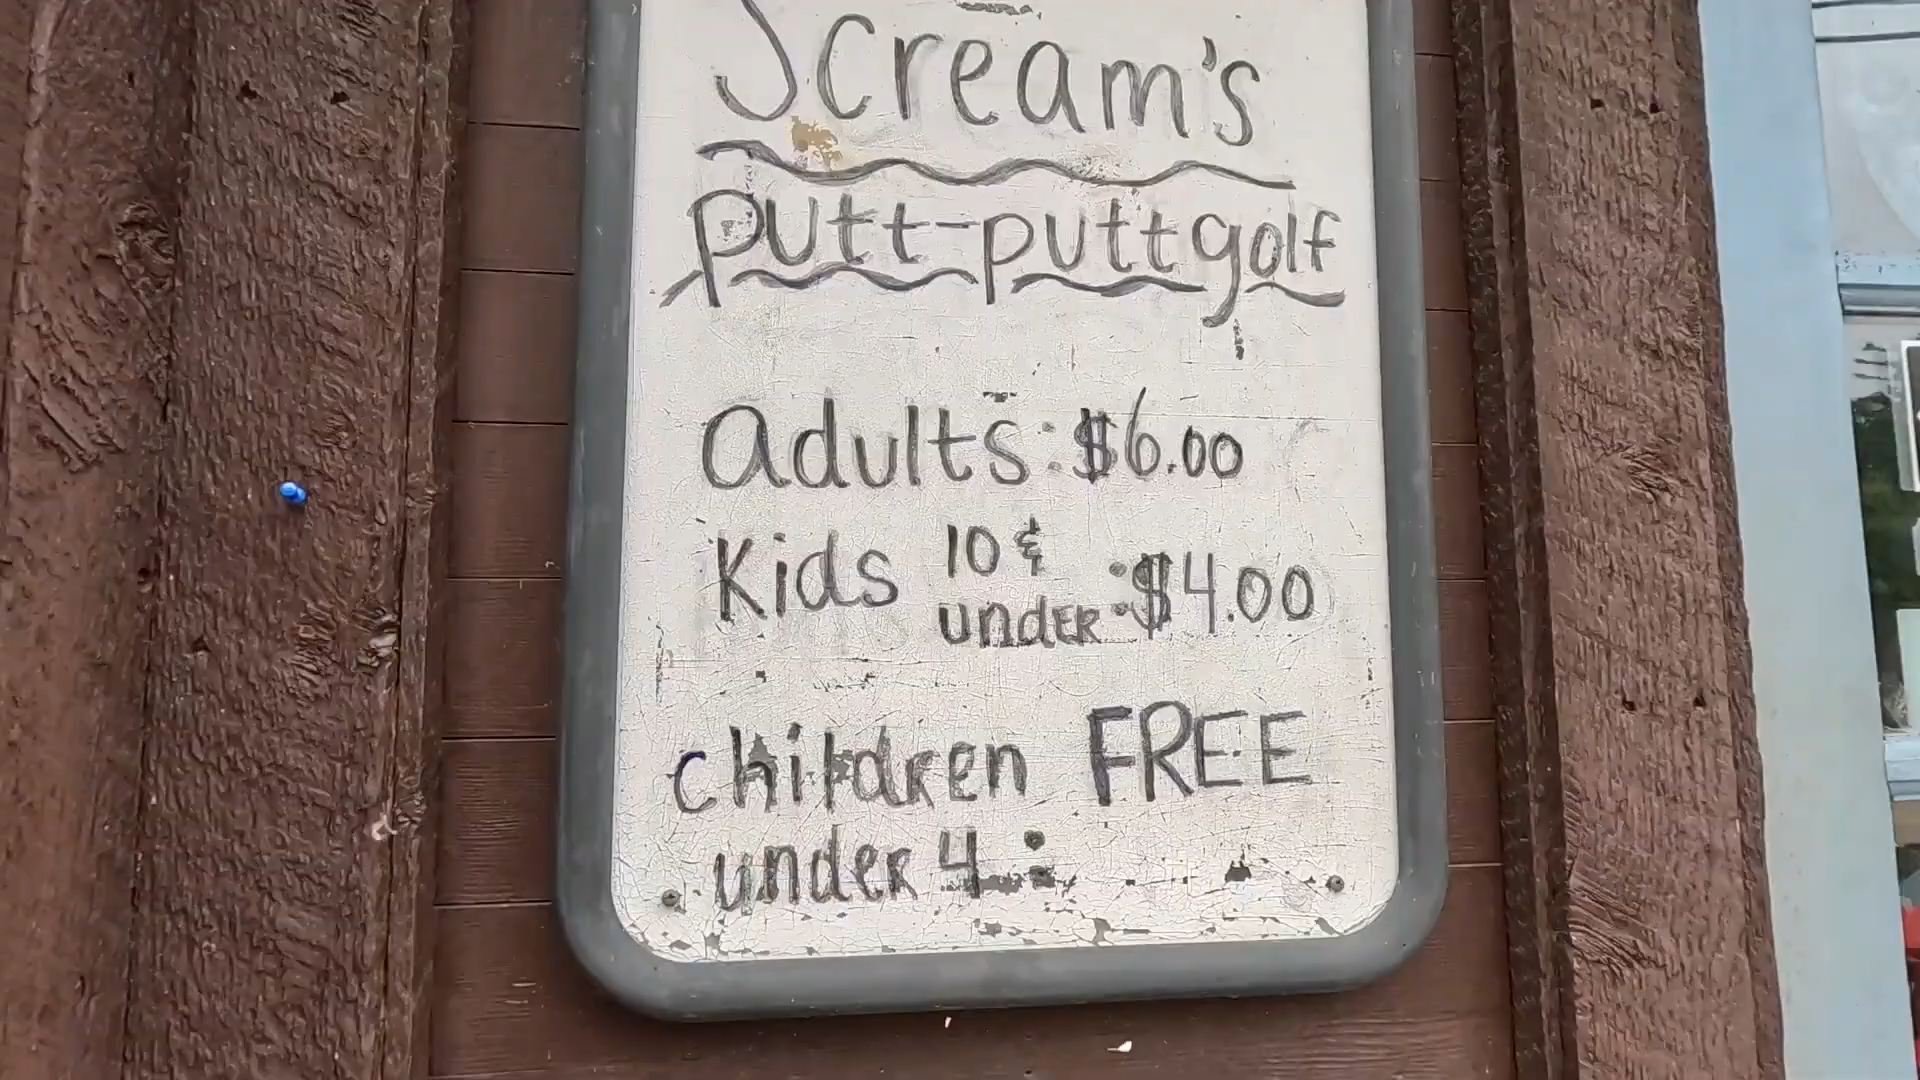 Scream's
putt-putt golf
Adults: $6.00
Kids 10 & under: $4.00
children FREE
under 4 :